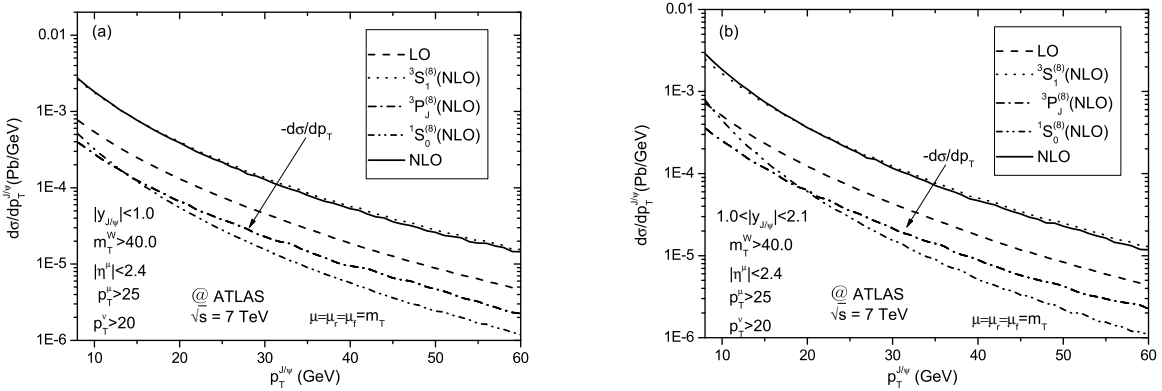 (a)
0.01
1E-3
1E-4
1E-5
1E-6
dσ/dp_T^{J/ψ}(Pb/GeV)
LO
³S₁⁽⁸⁾(NLO)
³P_J⁽⁸⁾(NLO)
¹S₀⁽⁸⁾(NLO)
NLO
-dσ/dp_T
|y_{J/ψ}|<1.0
m_T^W>40.0
|η^μ|<2.4
p_T^μ>25
p_T^ν>20
@ ATLAS
√s = 7 TeV
μ=μ_r=μ_f=m_T
10 20 30 40 50 60
p_T^{J/ψ} (GeV)
(b)
0.01
1E-3
1E-4
1E-5
1E-6
dσ/dp_T^{J/ψ}(Pb/GeV)
LO
³S₁⁽⁸⁾(NLO)
³P_J⁽⁸⁾(NLO)
¹S₀⁽⁸⁾(NLO)
NLO
-dσ/dp_T
1.0<|y_{J/ψ}|<2.1
m_T^W>40.0
|η^μ|<2.4
p_T^μ>25
p_T^ν>20
@ ATLAS
√s = 7 TeV
μ=μ_r=μ_f=m_T
10 20 30 40 50 60
p_T^{J/ψ} (GeV)